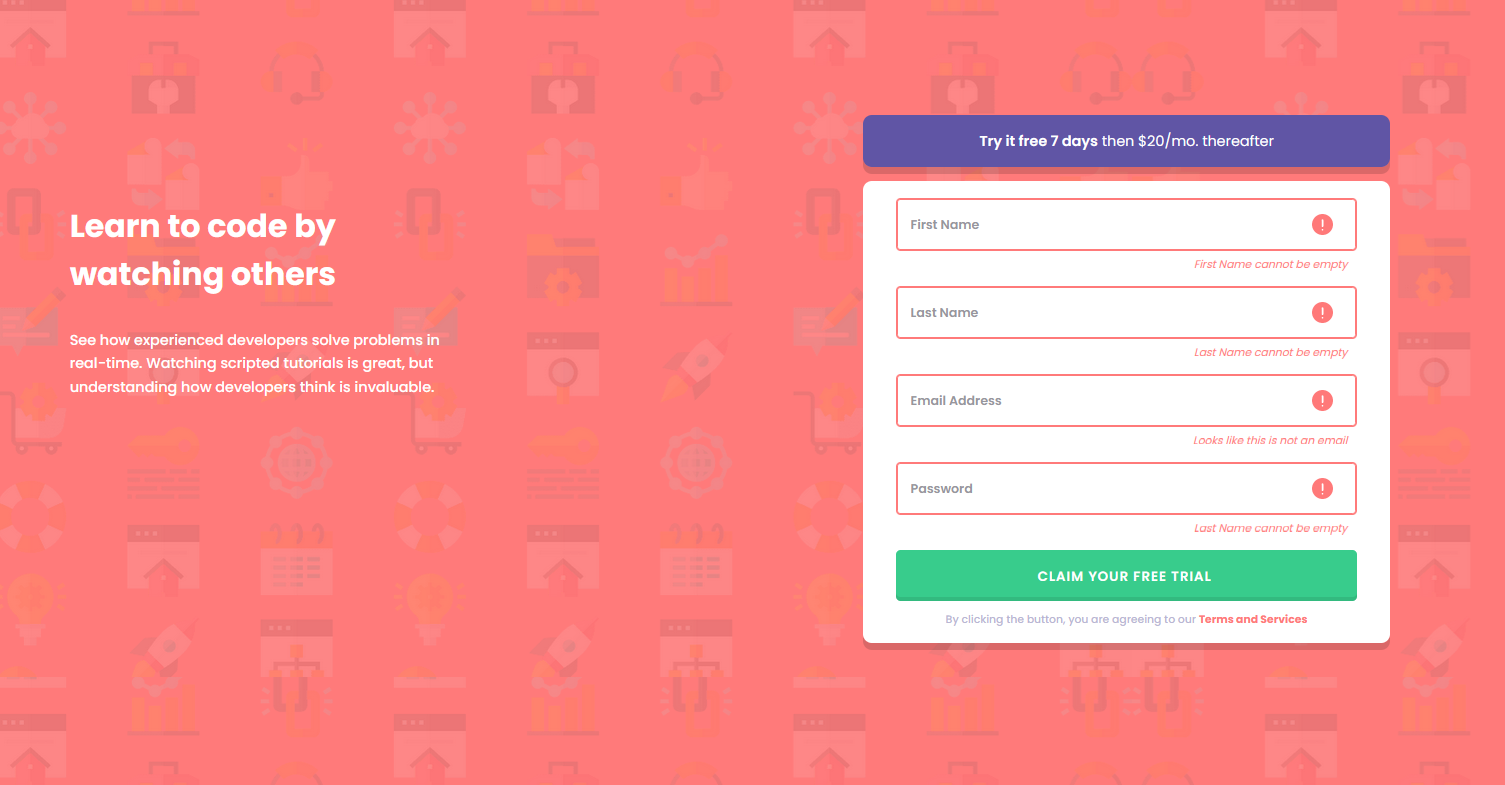 Learn to code by
watching others
See how experienced developers solve problems in
real-time. Watching scripted tutorials is great, but
understanding how developers think is invaluable.
Try it free 7 days then $20/mo. thereafter
First Name
First Name cannot be empty
Last Name
Last Name cannot be empty
Email Address
Looks like this is not an email
Password
Last Name cannot be empty
CLAIM YOUR FREE TRIAL
By clicking the button, you are agreeing to our Terms and Services